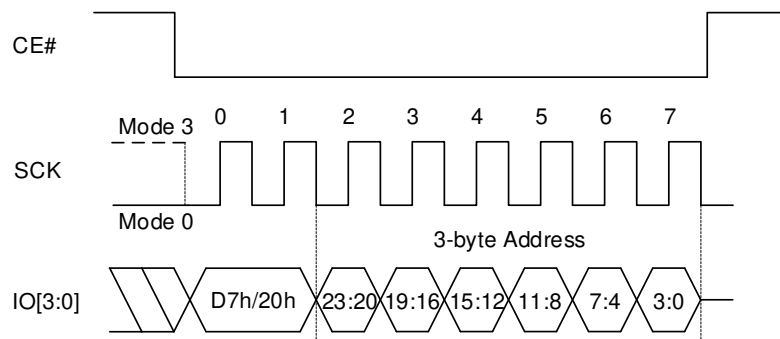 CE#
Mode 3 0 1 2 3 4 5 6 7
SCK
Mode 0
3-byte Address
IO[3:0] D7h/20h 23:20 19:16 15:12 11:8 7:4 3:0